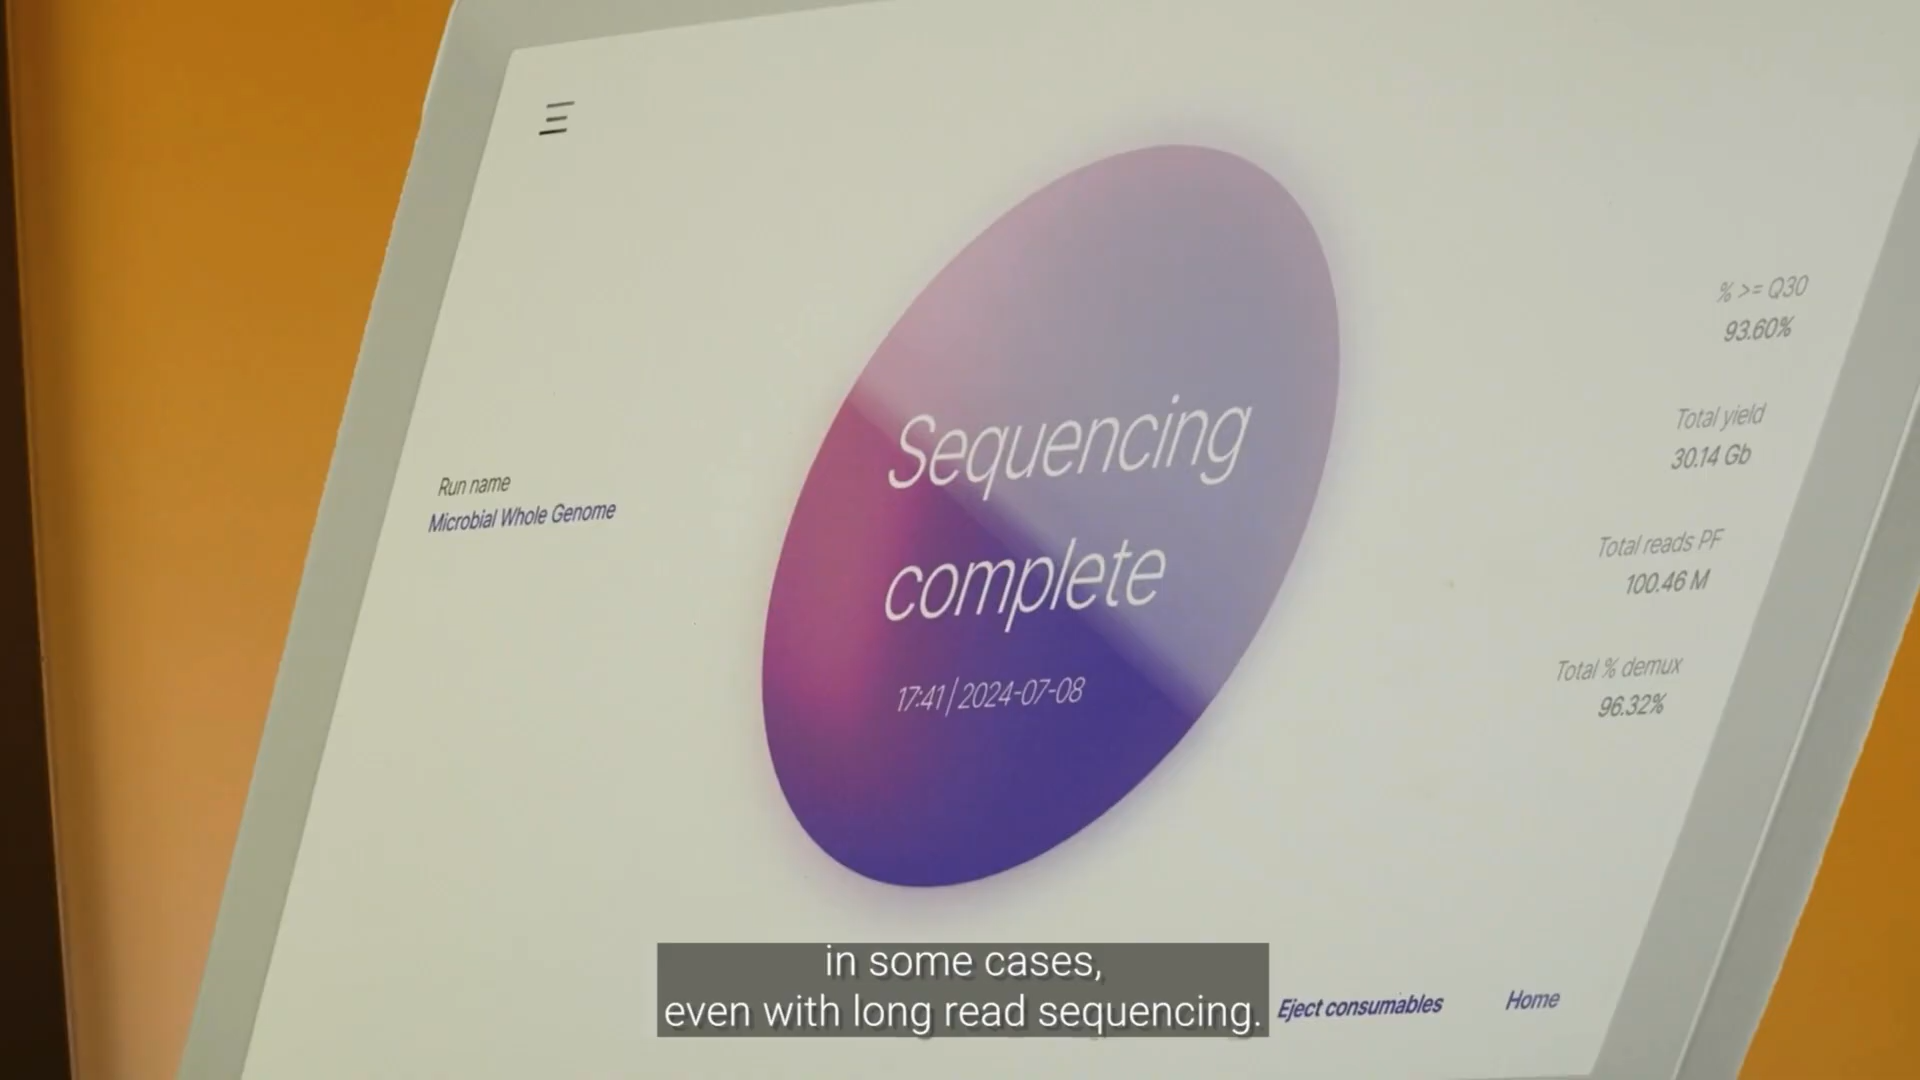 Run name
Microbial Whole Genome
Sequencing
complete
17:41 | 2024-07-08
% >= Q30
93.60%
Total yield
30.14 Gb
Total reads PF
100.46 M
Total % demux
96.32%
Eject consumables
Home
in some cases,
even with long read sequencing.